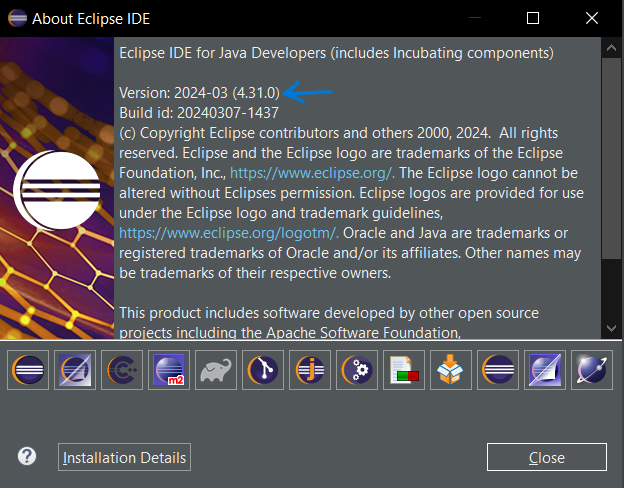 About Eclipse IDE
Eclipse IDE for Java Developers (includes Incubating components)
Version: 2024-03 (4.31.0)
Build id: 20240307-1437
(c) Copyright Eclipse contributors and others 2000, 2024.  All rights
reserved. Eclipse and the Eclipse logo are trademarks of the Eclipse
Foundation, Inc., https://www.eclipse.org/. The Eclipse logo cannot be
altered without Eclipses permission. Eclipse logos are provided for use
under the Eclipse logo and trademark guidelines,
https://www.eclipse.org/logotm/. Oracle and Java are trademarks or
registered trademarks of Oracle and/or its affiliates. Other names may
be trademarks of their respective owners.
This product includes software developed by other open source
projects including the Apache Software Foundation,
m2
j
?
Installation Details
Close